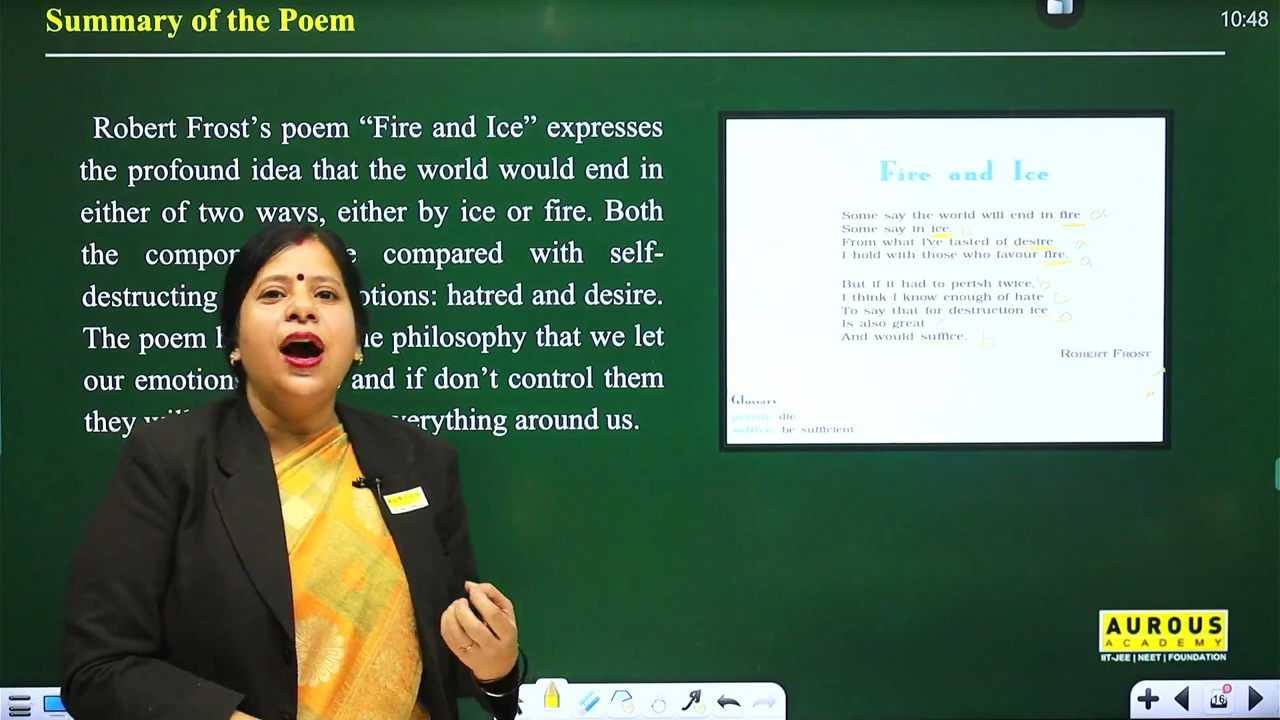 Summary of the Poem
10:48
Robert Frost’s poem “Fire and Ice” expresses
the profound idea that the world would end in
either of two ways, either by ice or fire. Both
the compared with self-
destructing hatred and desire.
The poem philosophy that we let
our and if don’t control them
they around us.
Fire and Ice
Some say the world will end in fire a
Some say in ice. b
From what I've tasted of desire a
I hold with those who favour fire. a
But if it had to perish twice, b
I think I know enough of hate c
To say that for destruction ice b
Is also great
And would suffice. b
ROBERT FROST
Glossary
perish: die
suffice: be sufficient
AUROUS
ACADEMY
IIT-JEE | NEET | FOUNDATION
16